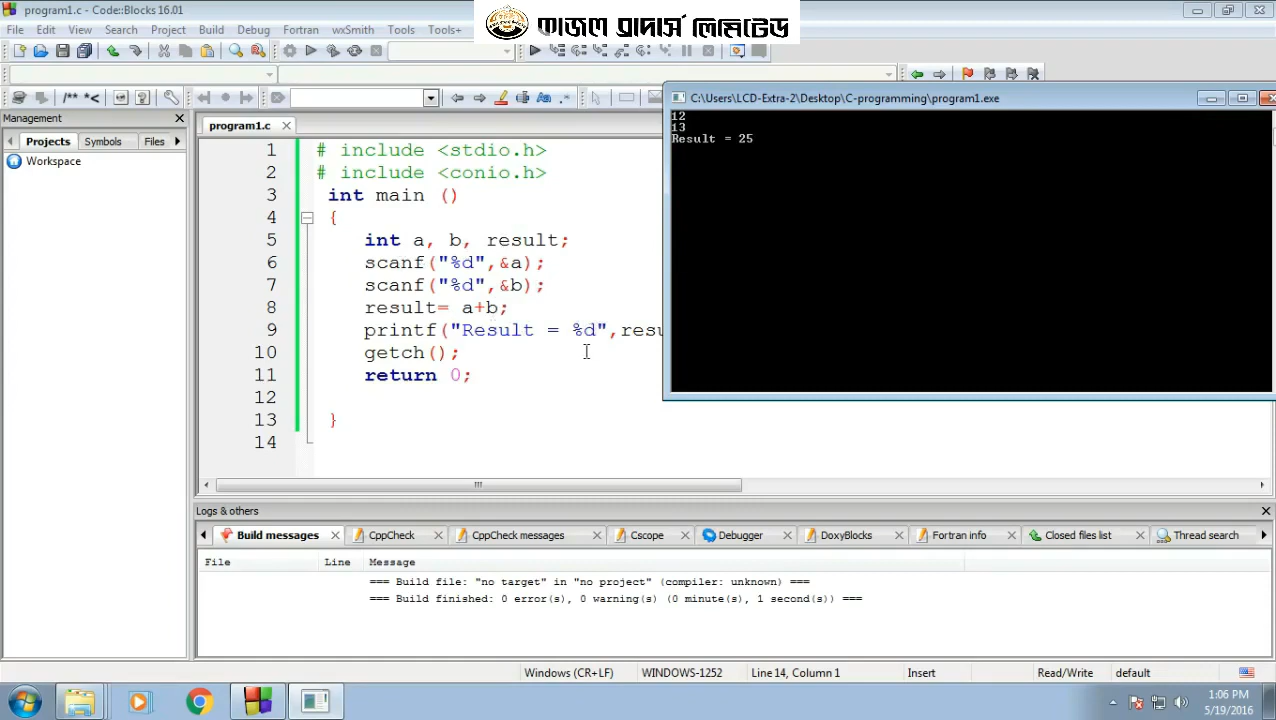 program1.c - Code::Blocks 16.01
কাজল ব্রাদার্স লিমিটেড
File Edit View Search Project Build Debug Fortran wxSmith Tools Tools+
/** *<
Management
Projects Symbols Files
Workspace
program1.c
1 # include <stdio.h>
2 # include <conio.h>
3 int main ()
4 {
5 int a, b, result;
6 scanf("%d",&a);
7 scanf("%d",&b);
8 result= a+b;
9 printf("Result = %d",resu
10 getch();
11 return 0;
12
13 }
14
C:\Users\LCD-Extra-2\Desktop\C-programming\program1.exe
12
13
Result = 25
Logs & others
Build messages CppCheck CppCheck messages Cscope Debugger DoxyBlocks Fortran info Closed files list Thread search
File Line Message
=== Build file: "no target" in "no project" (compiler: unknown) ===
=== Build finished: 0 error(s), 0 warning(s) (0 minute(s), 1 second(s)) ===
Windows (CR+LF) WINDOWS-1252 Line 14, Column 1 Insert Read/Write default
1:06 PM
5/19/2016